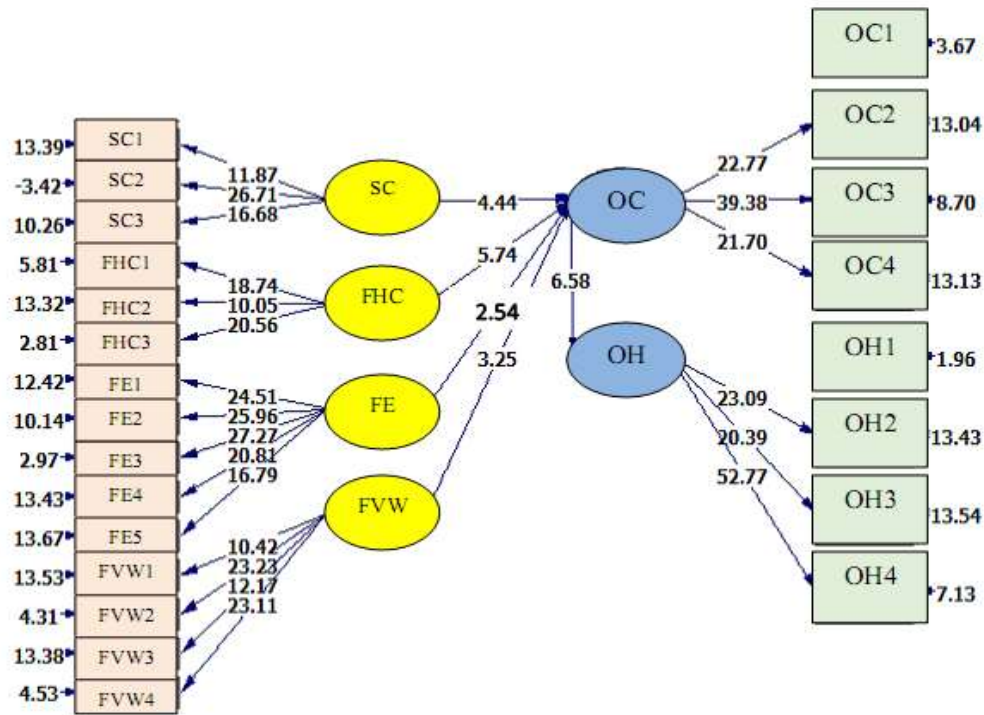 OC1
3.67
OC2
13.04
OC3
8.70
OC4
13.13
OH1
1.96
OH2
13.43
OH3
13.54
OH4
7.13
13.39 SC1
-3.42 SC2
10.26 SC3
5.81 FHC1
13.32 FHC2
2.81 FHC3
12.42 FE1
10.14 FE2
2.97 FE3
13.43 FE4
13.67 FE5
13.53 FVW1
4.31 FVW2
13.38 FVW3
4.53 FVW4
11.87
26.71
16.68
18.74
10.05
20.56
24.51
25.96
27.27
20.81
16.79
10.42
23.23
12.17
23.11
SC
FHC
FE
FVW
4.44
5.74
2.54
3.25
OC
6.58
OH
22.77
39.38
21.70
23.09
20.39
52.77